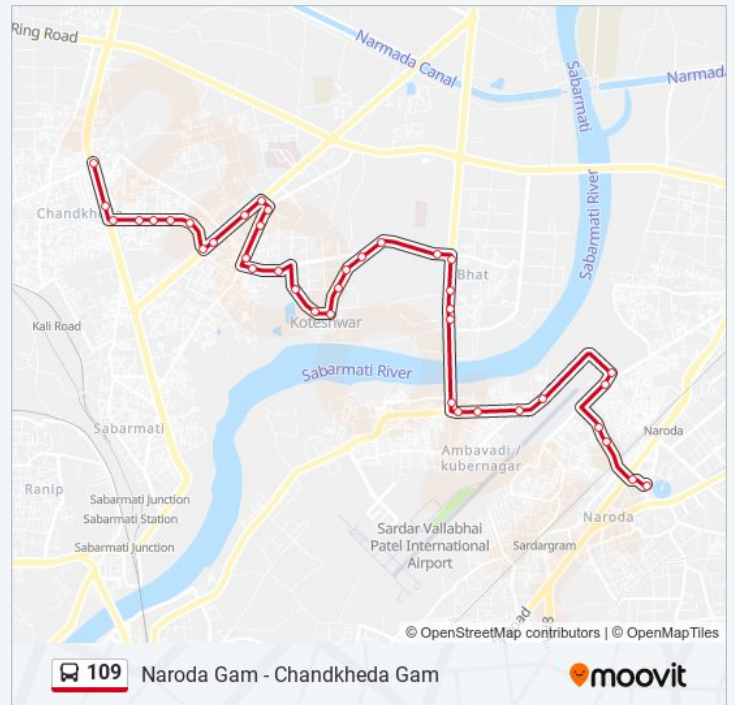 Ring Road
Narmada Canal
Sabarmati
Narmad
Sabarmati River
Bhat
Kali Road
Koteshwar
Sabarmati River
Sabarmati
Ambavadi /
kubernagar
Naroda
Ranip
Sabarmati Junction
Sabarmati Station
Sabarmati Junction
Sardar Vallabhai
Patel International
Airport
Sardargram
Naroda
© OpenStreetMap contributors | © OpenMapTiles
109 Naroda Gam - Chandkheda Gam
moovit